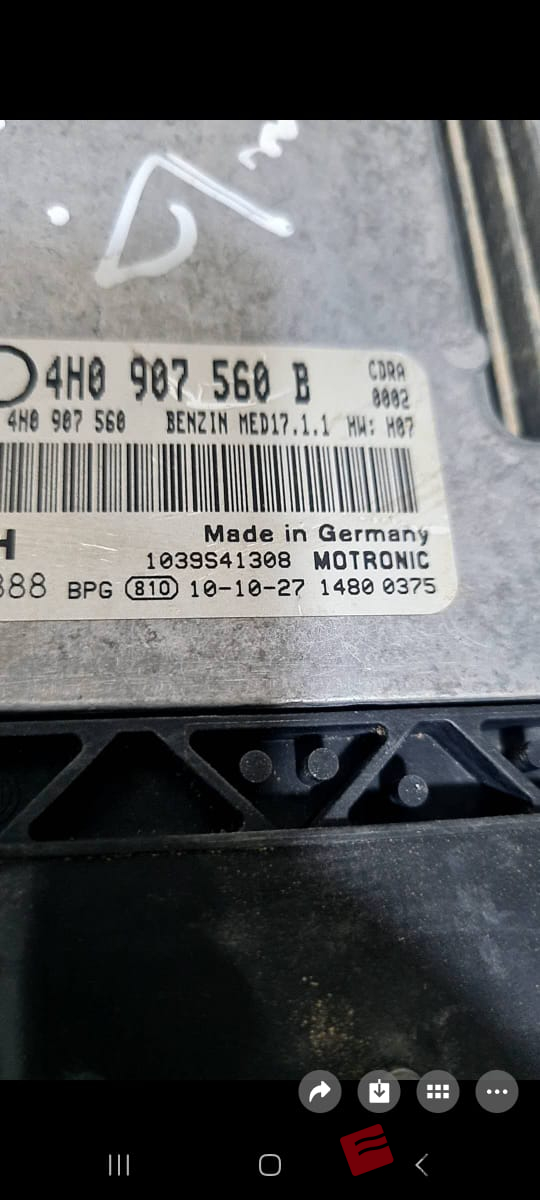 4H0 907 560 B CDRA
0002
4H0 907 560 BENZIN MED17.1.1 HW: H07
H Made in Germany
1039S41308 MOTRONIC
388 BPG 810 10-10-27 1480 0375